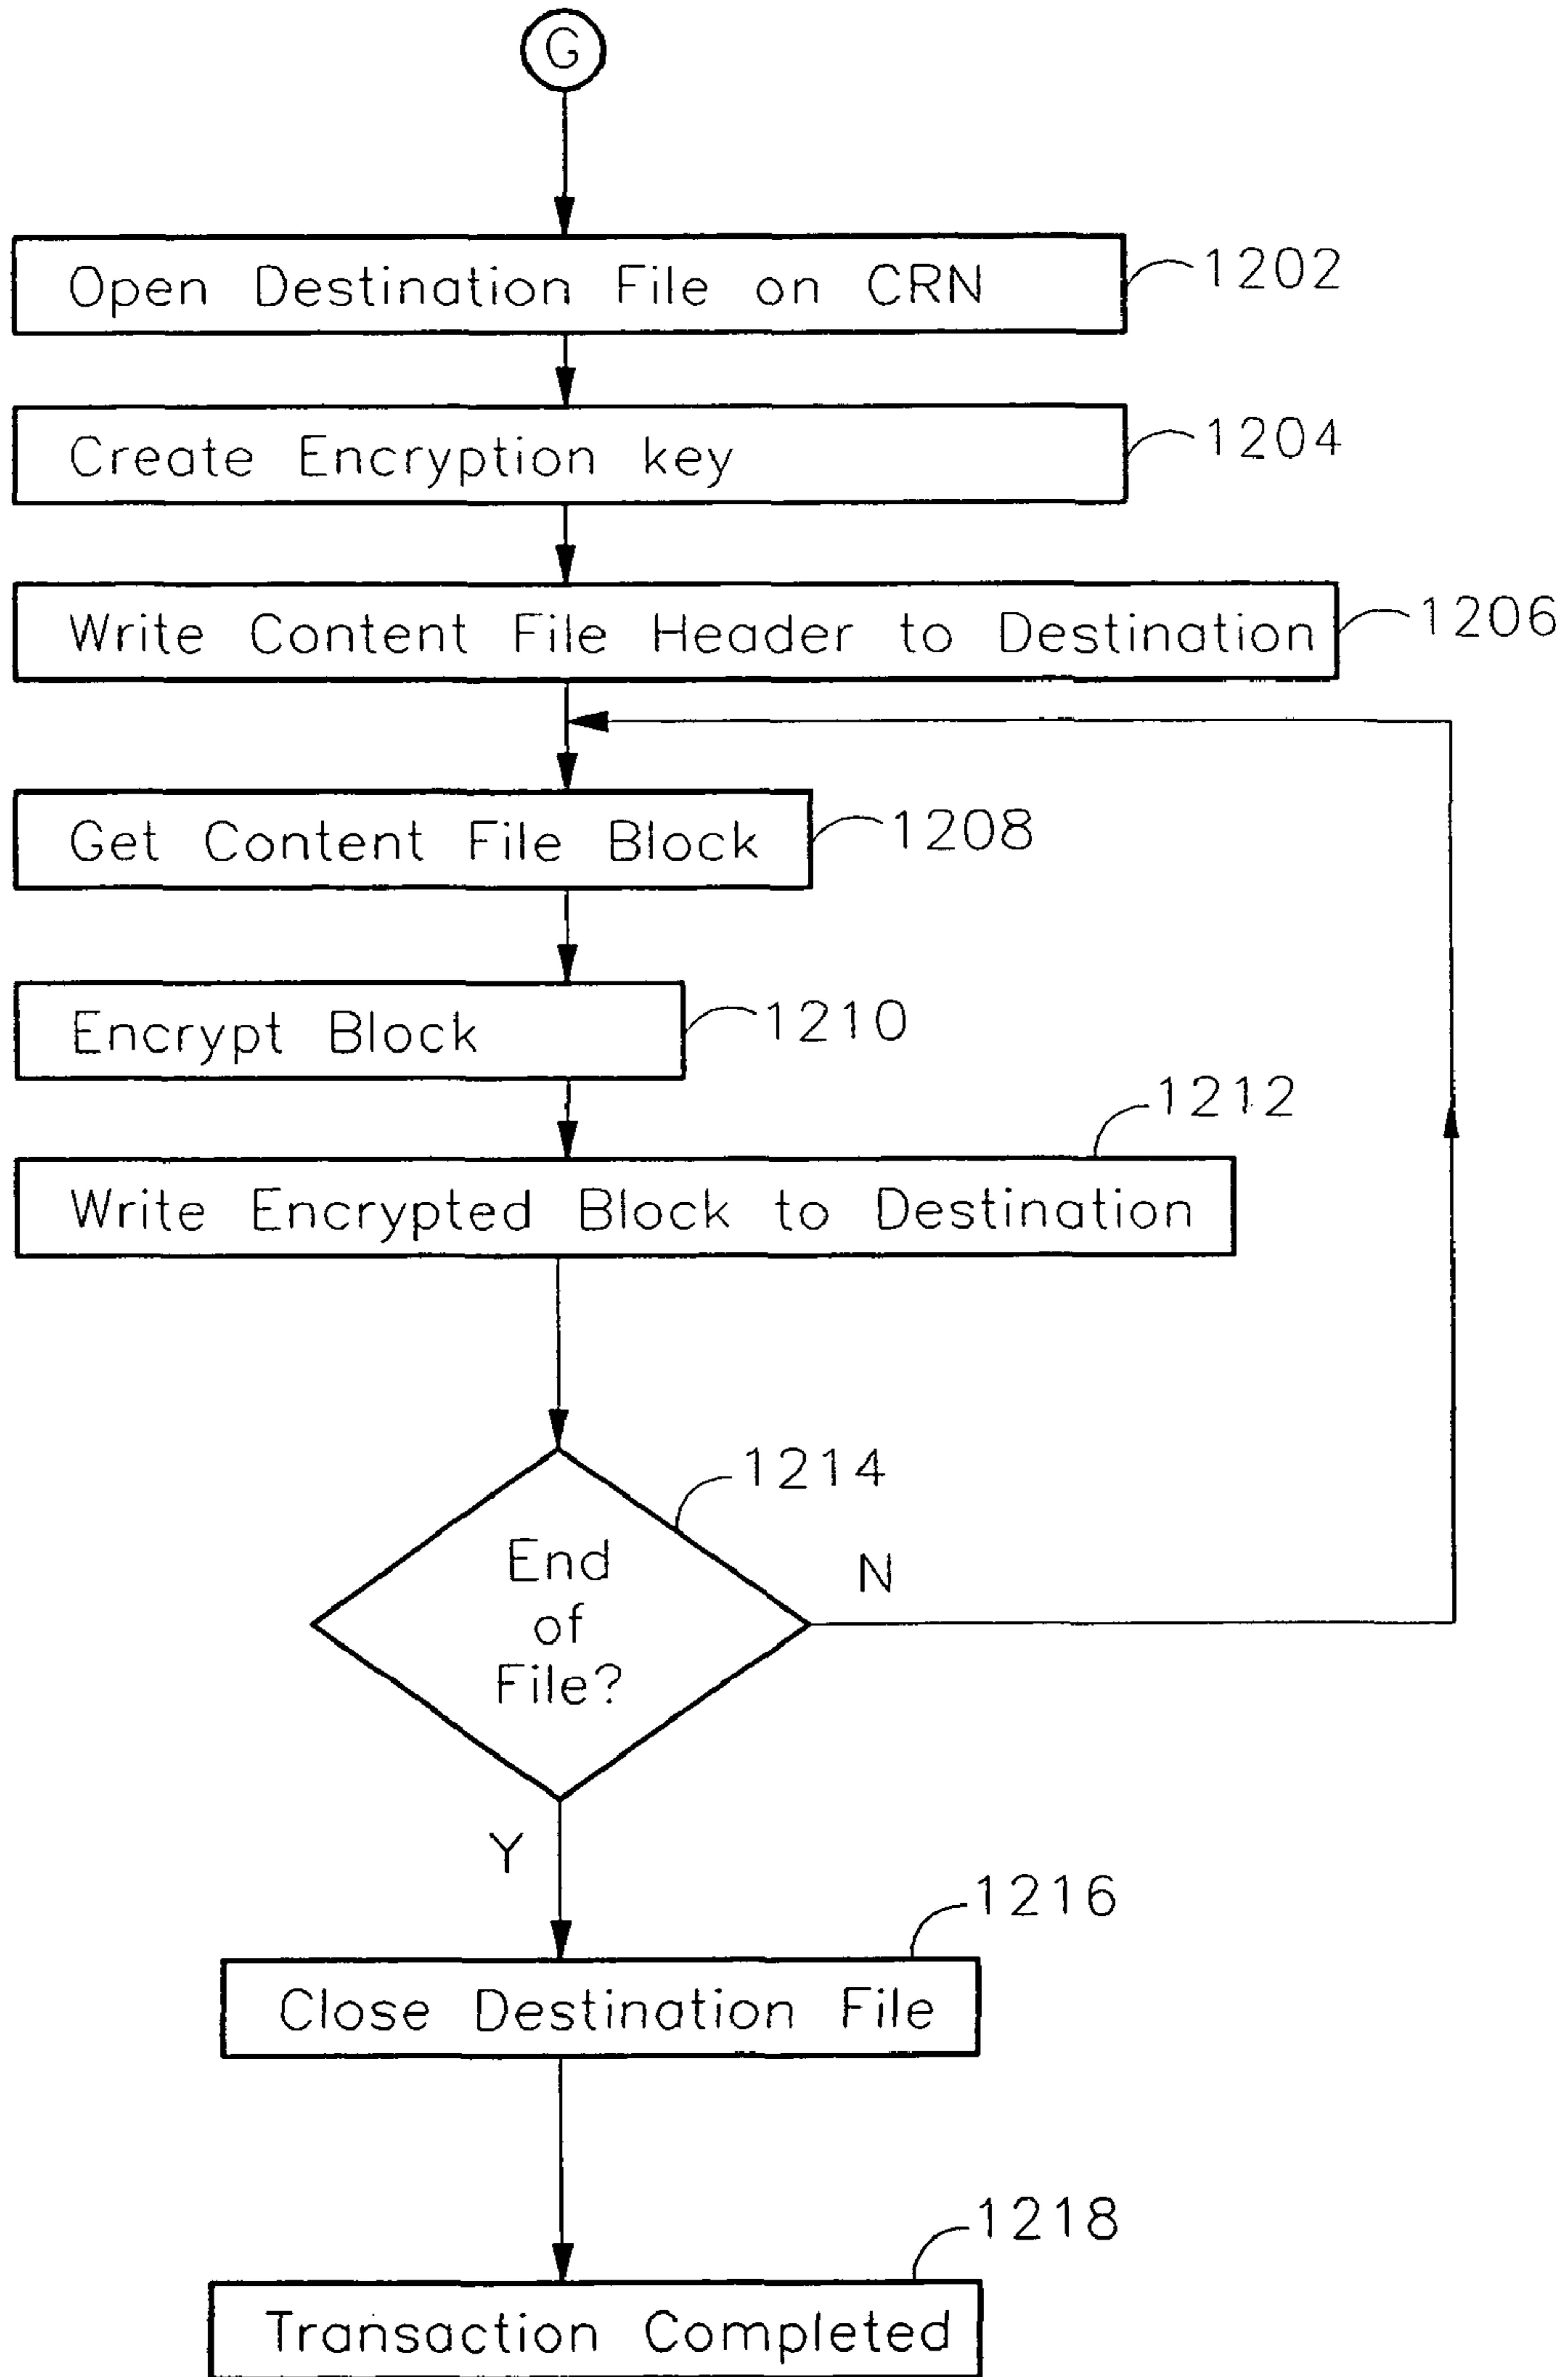 G
Open Destination File on CRN
1202
Create Encryption key
1204
Write Content File Header to Destination
1206
Get Content File Block
1208
Encrypt Block
1210
1212
Write Encrypted Block to Destination
1214
End
of
File?
N
Y
1216
Close Destination File
1218
Transaction Completed